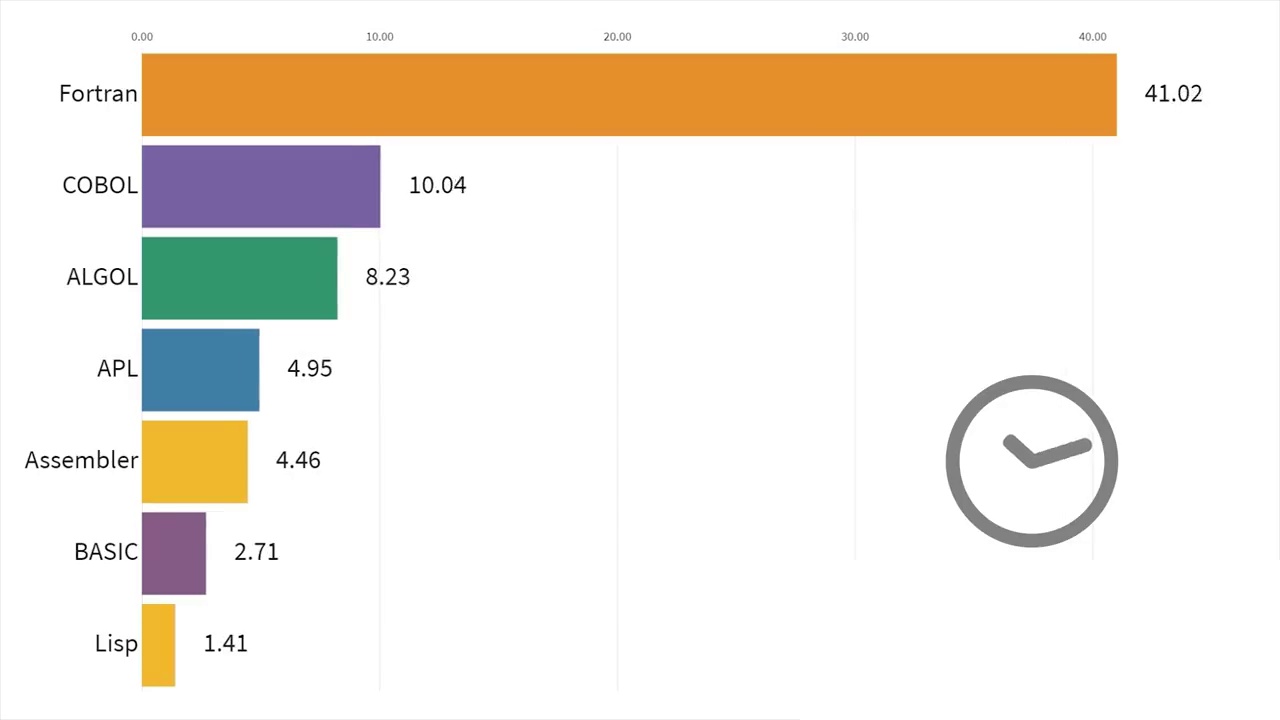 0.00 10.00 20.00 30.00 40.00
Fortran 41.02
COBOL 10.04
ALGOL 8.23
APL 4.95
Assembler 4.46
BASIC 2.71
Lisp 1.41